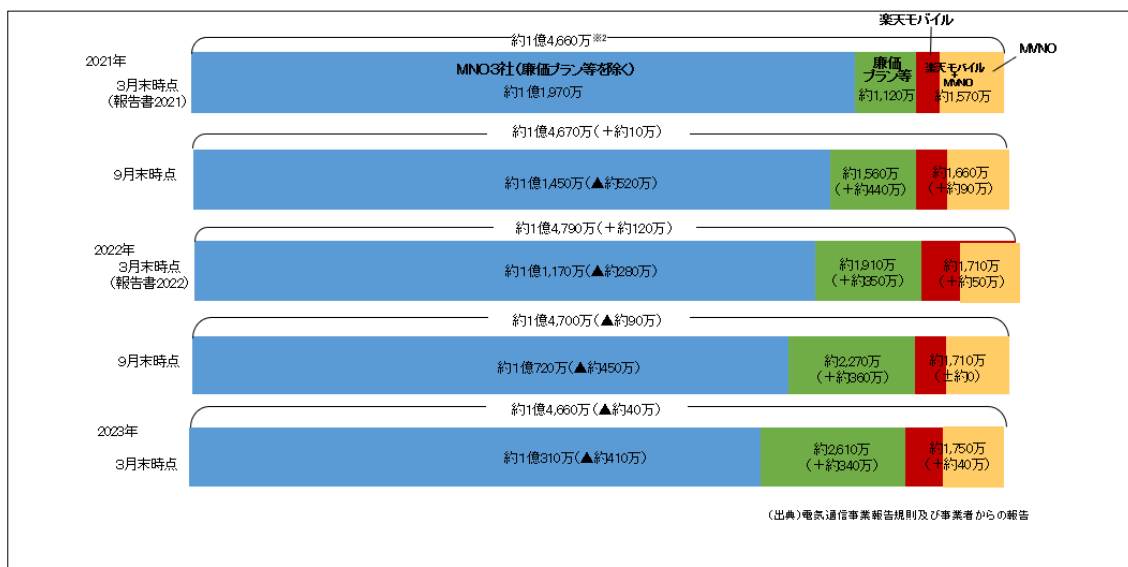 楽天モバイル
約1億4,660万※2
MVNO
2021年
3月末時点
(報告書2021)
MNO3社(廉価プラン等を除く)
約1億1,970万
廉価
プラン等
約1,120万
楽天モバイル
+
MVNO
約1,570万
約1億4,670万(+約10万)
9月末時点
約1億1,450万(▲約520万)
約1,560万
(+約440万)
約1,660万
(+約90万)
約1億4,790万(+約120万)
2022年
3月末時点
(報告書2022)
約1億1,170万(▲約280万)
約1,910万
(+約350万)
約1,710万
(+約50万)
約1億4,700万(▲約90万)
9月末時点
約1億720万(▲約450万)
約2,270万
(+約360万)
約1,710万
(±約0)
約1億4,660万(▲約40万)
2023年
3月末時点
約1億310万(▲約410万)
約2,610万
(+約340万)
約1,750万
(+約40万)
(出典)電気通信事業報告規則及び事業者からの報告